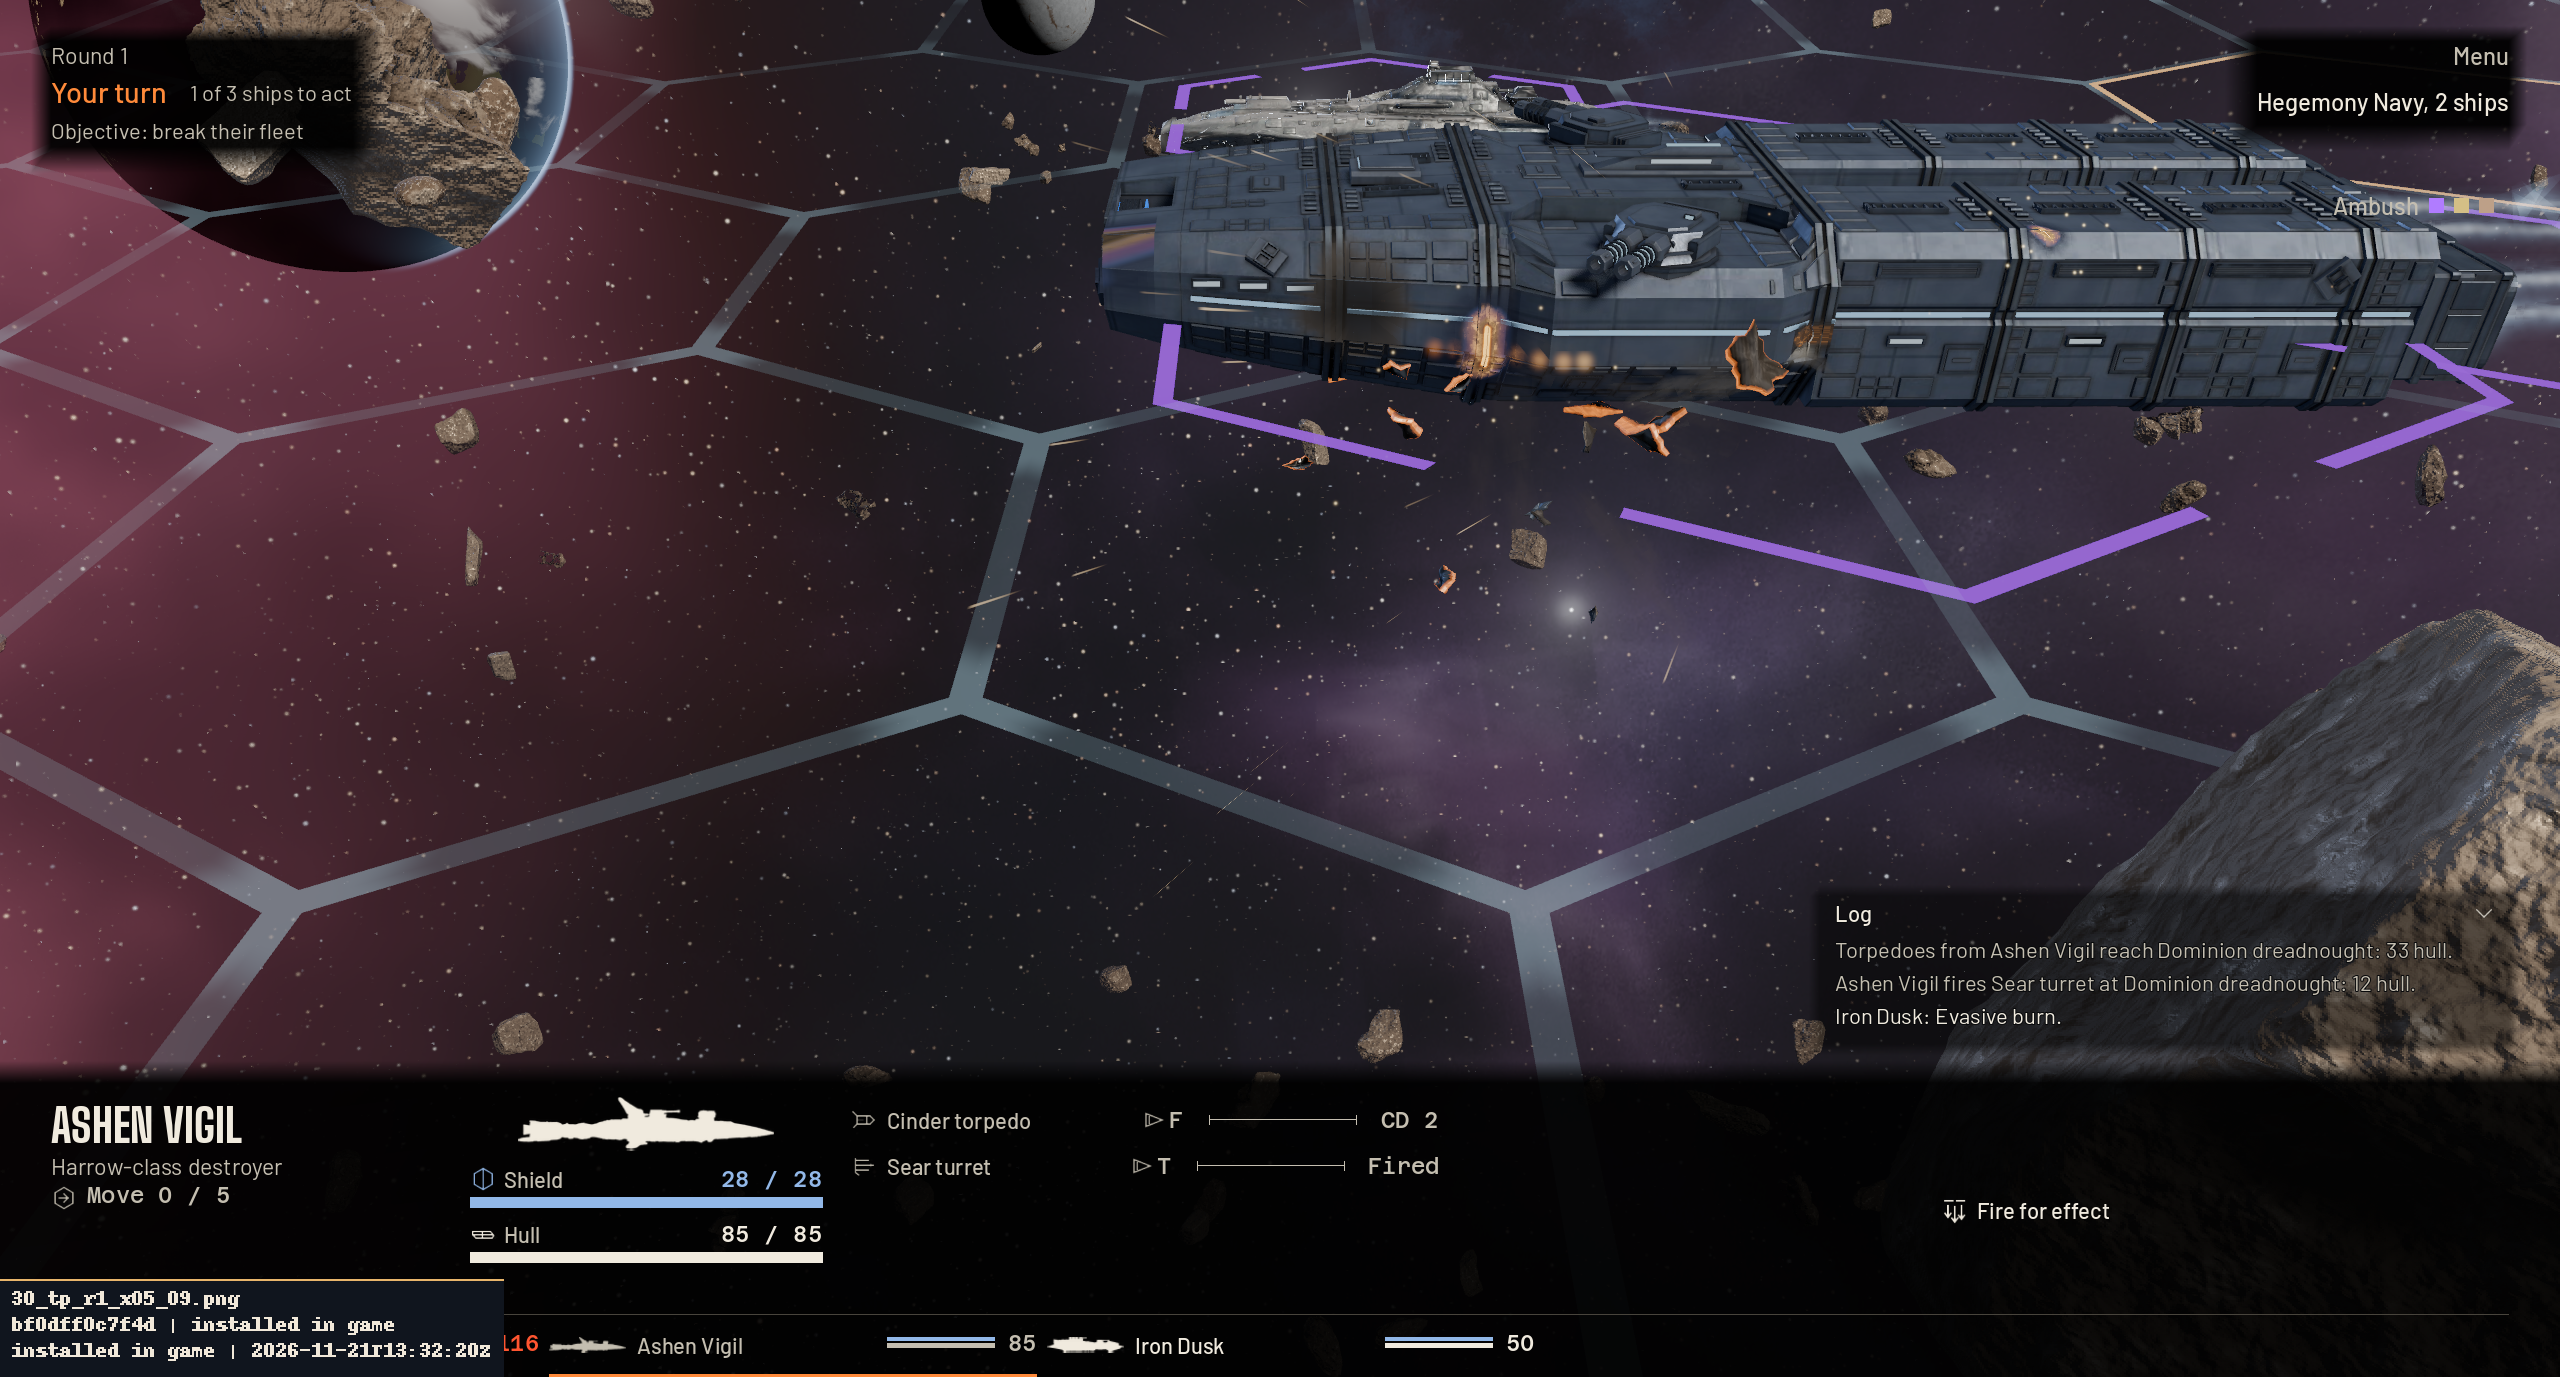 Round 1
Your turn 1 of 3 ships to act
Objective: break their fleet
Menu
Hegemony Navy, 2 ships
Ambush
Log
Torpedoes from Ashen Vigil reach Dominion dreadnought: 33 hull.
Ashen Vigil fires Sear turret at Dominion dreadnought: 12 hull.
Iron Dusk: Evasive burn.
ASHEN VIGIL
Harrow-class destroyer
Move 0 / 5
Shield 28 / 28
Hull 85 / 85
Cinder torpedo F CD 2
Sear turret T Fired
Fire for effect
30_tp_r1_x05_09.png
bf0dff0c7f4d | installed in game
installed in game | 2026-11-21T13:32:20Z
116 Ashen Vigil 85 Iron Dusk 50